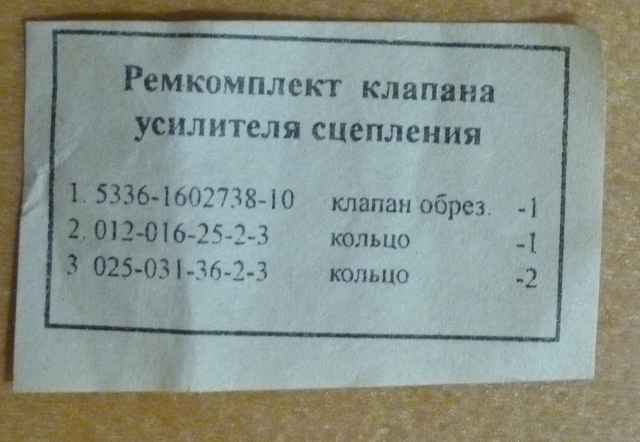 Ремкомплект клапана
усилителя сцепления
1. 5336-1602738-10 клапан обрез. -1
2. 012-016-25-2-3 кольцо -1
3 025-031-36-2-3 кольцо -2